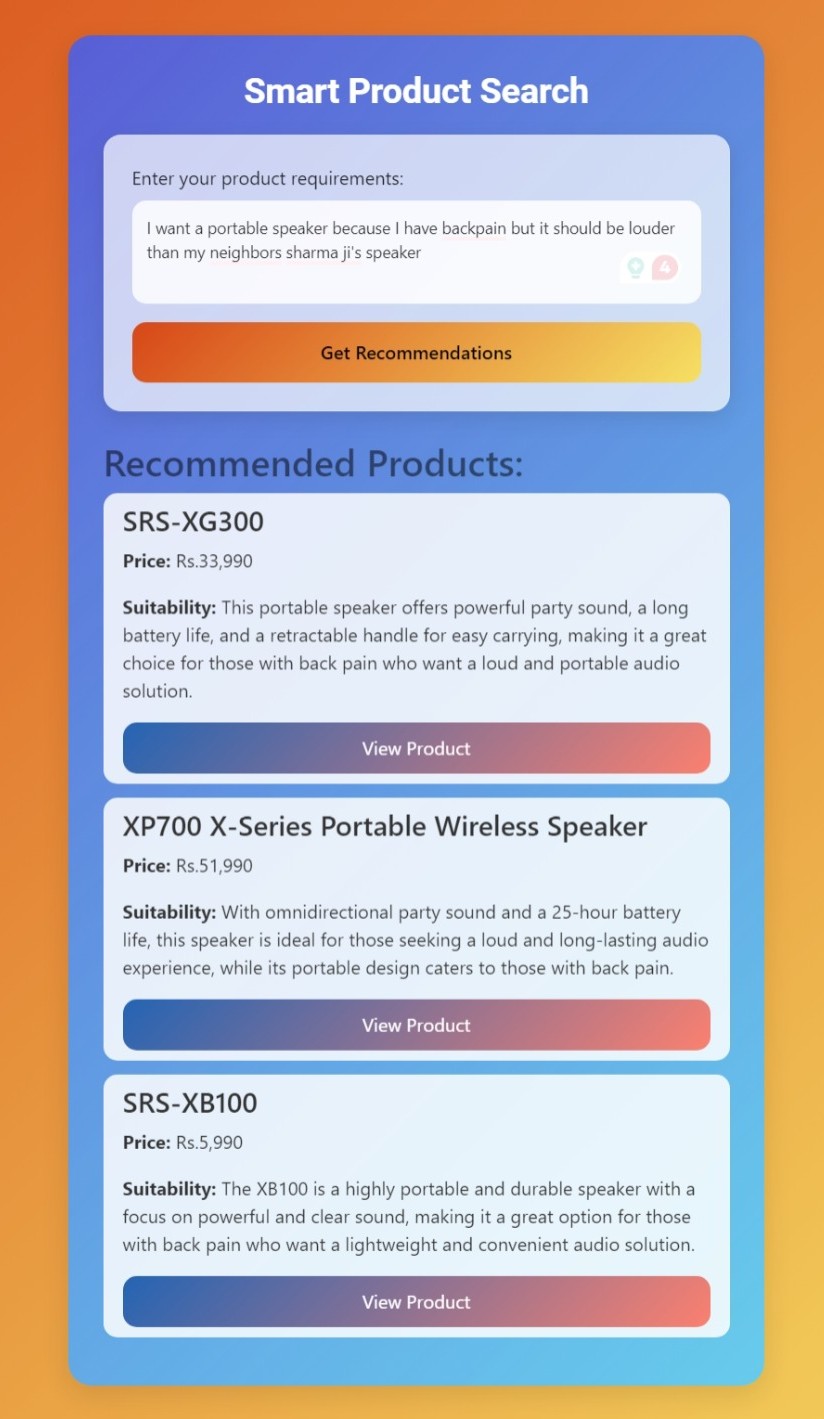 Smart Product Search
Enter your product requirements:
I want a portable speaker because I have backpain but it should be louder
than my neighbors sharma ji's speaker
4
Get Recommendations
Recommended Products:
SRS-XG300
Price: Rs.33,990
Suitability: This portable speaker offers powerful party sound, a long
battery life, and a retractable handle for easy carrying, making it a great
choice for those with back pain who want a loud and portable audio
solution.
View Product
XP700 X-Series Portable Wireless Speaker
Price: Rs.51,990
Suitability: With omnidirectional party sound and a 25-hour battery
life, this speaker is ideal for those seeking a loud and long-lasting audio
experience, while its portable design caters to those with back pain.
View Product
SRS-XB100
Price: Rs.5,990
Suitability: The XB100 is a highly portable and durable speaker with a
focus on powerful and clear sound, making it a great option for those
with back pain who want a lightweight and convenient audio solution.
View Product